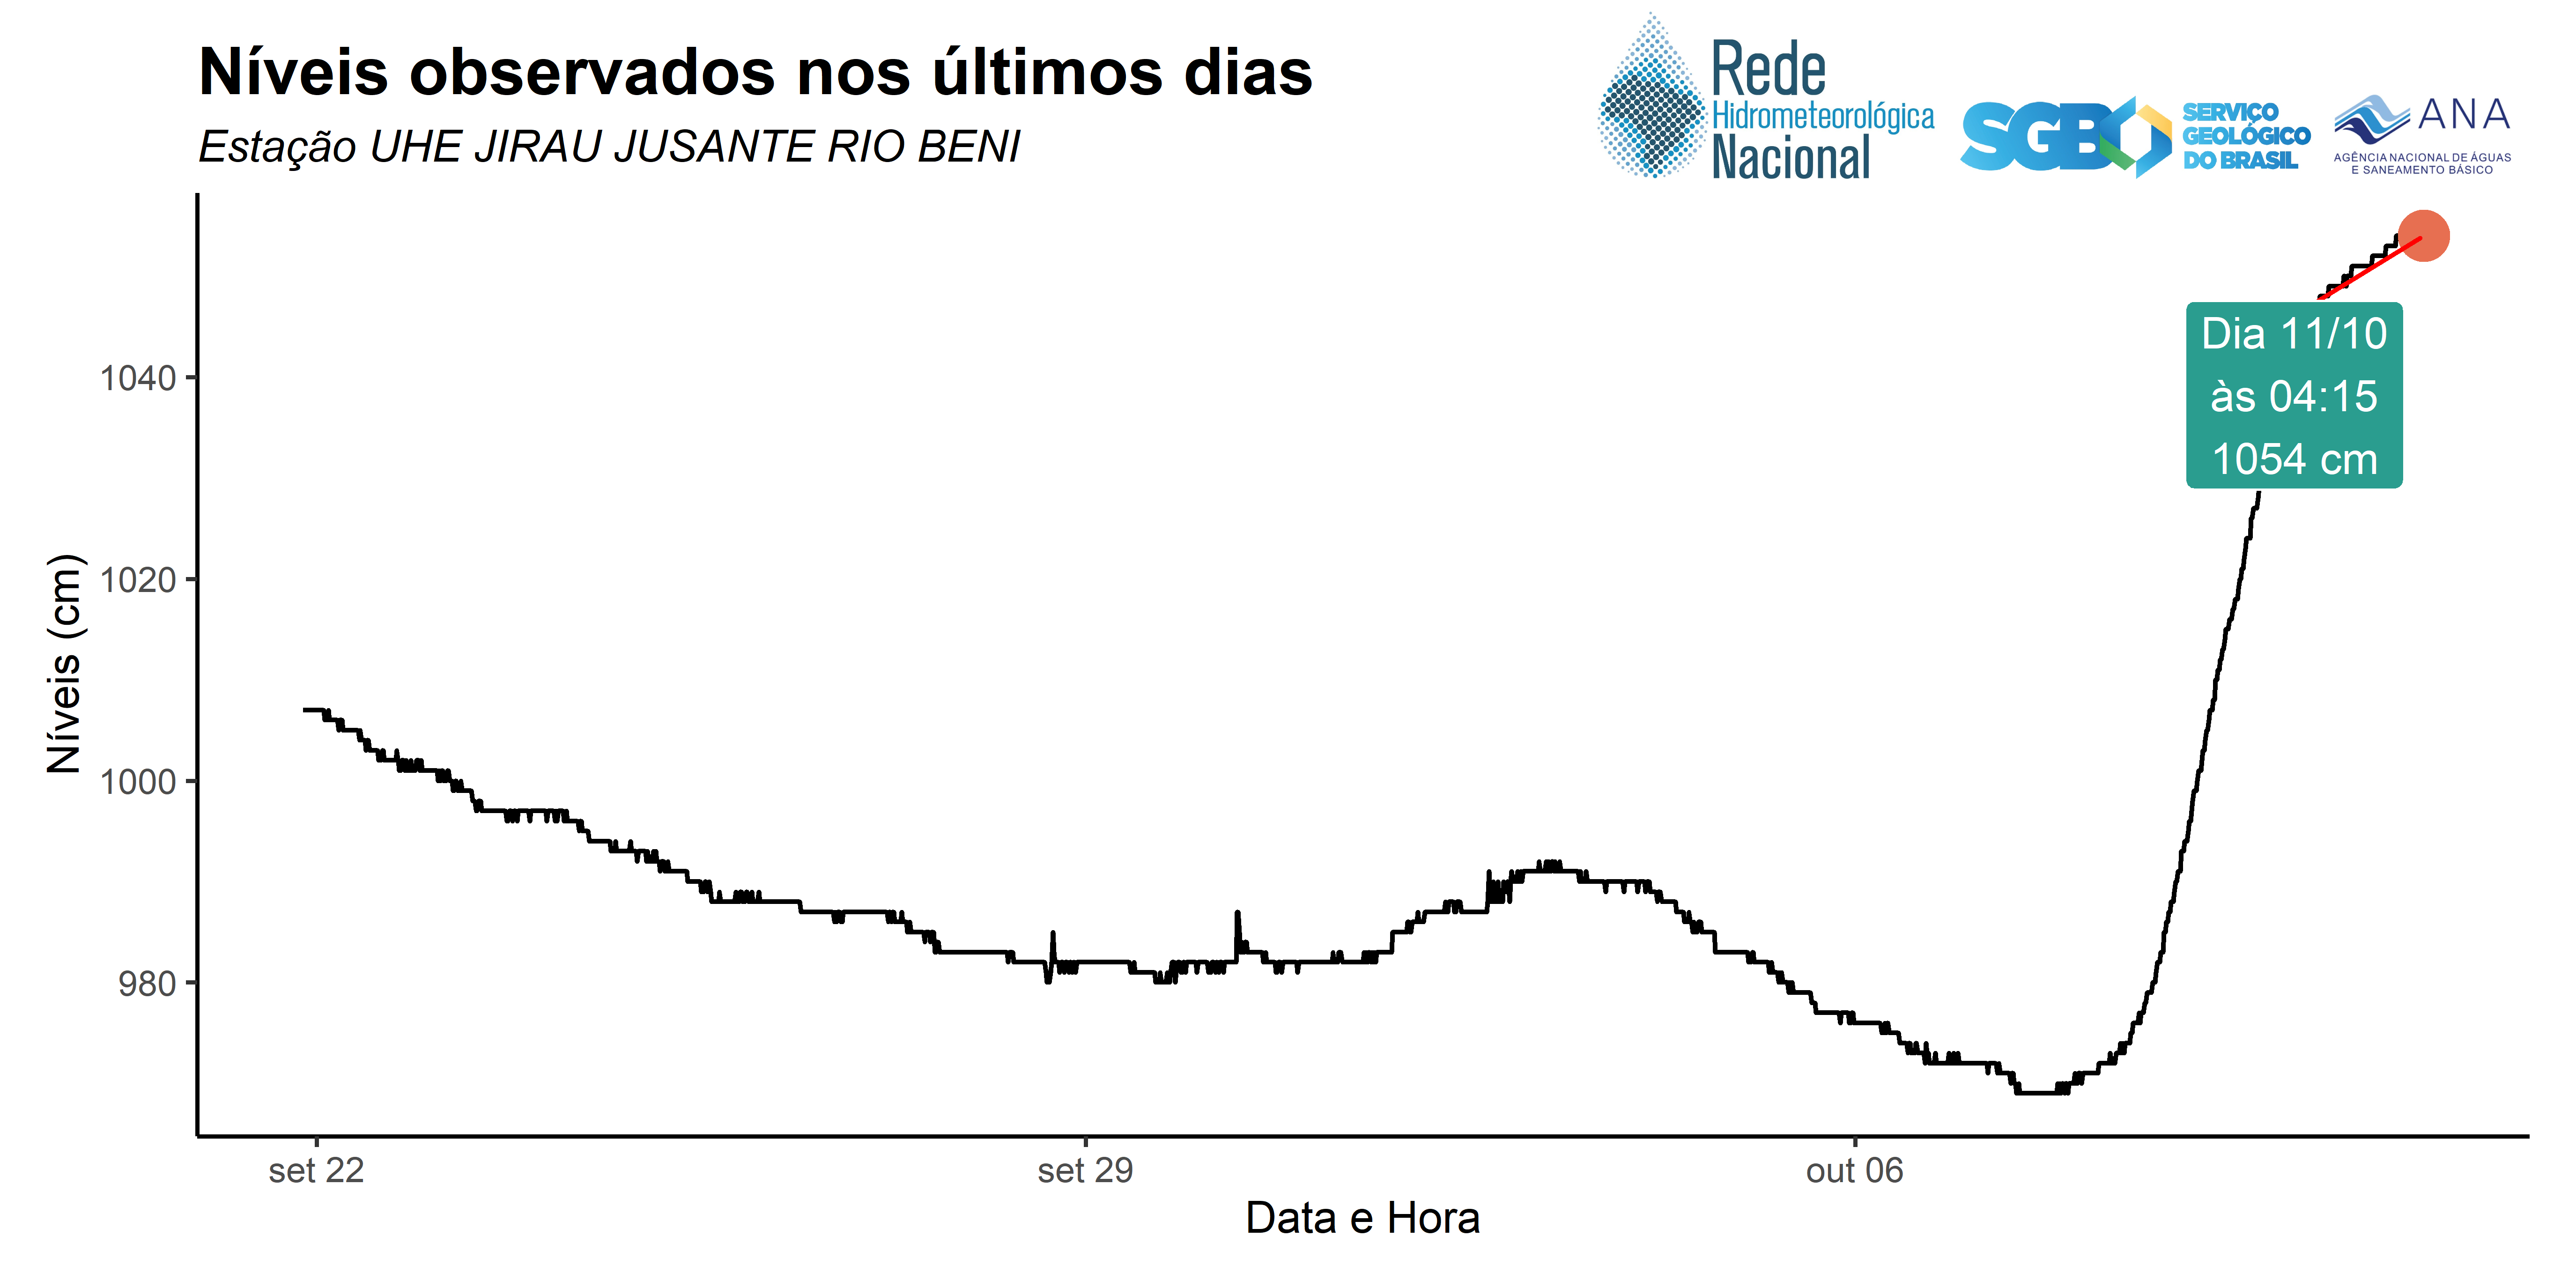 Níveis observados nos últimos dias
Estação UHE JIRAU JUSANTE RIO BENI
Rede
Hidrometeorológica
Nacional
SGB
SERVIÇO
GEOLÓGICO
DO BRASIL
ANA
AGÊNCIA NACIONAL DE ÁGUAS
E SANEAMENTO BÁSICO
Dia 11/10
às 04:15
1054 cm
Níveis (cm)
1040
1020
1000
980
set 22
set 29
out 06
Data e Hora